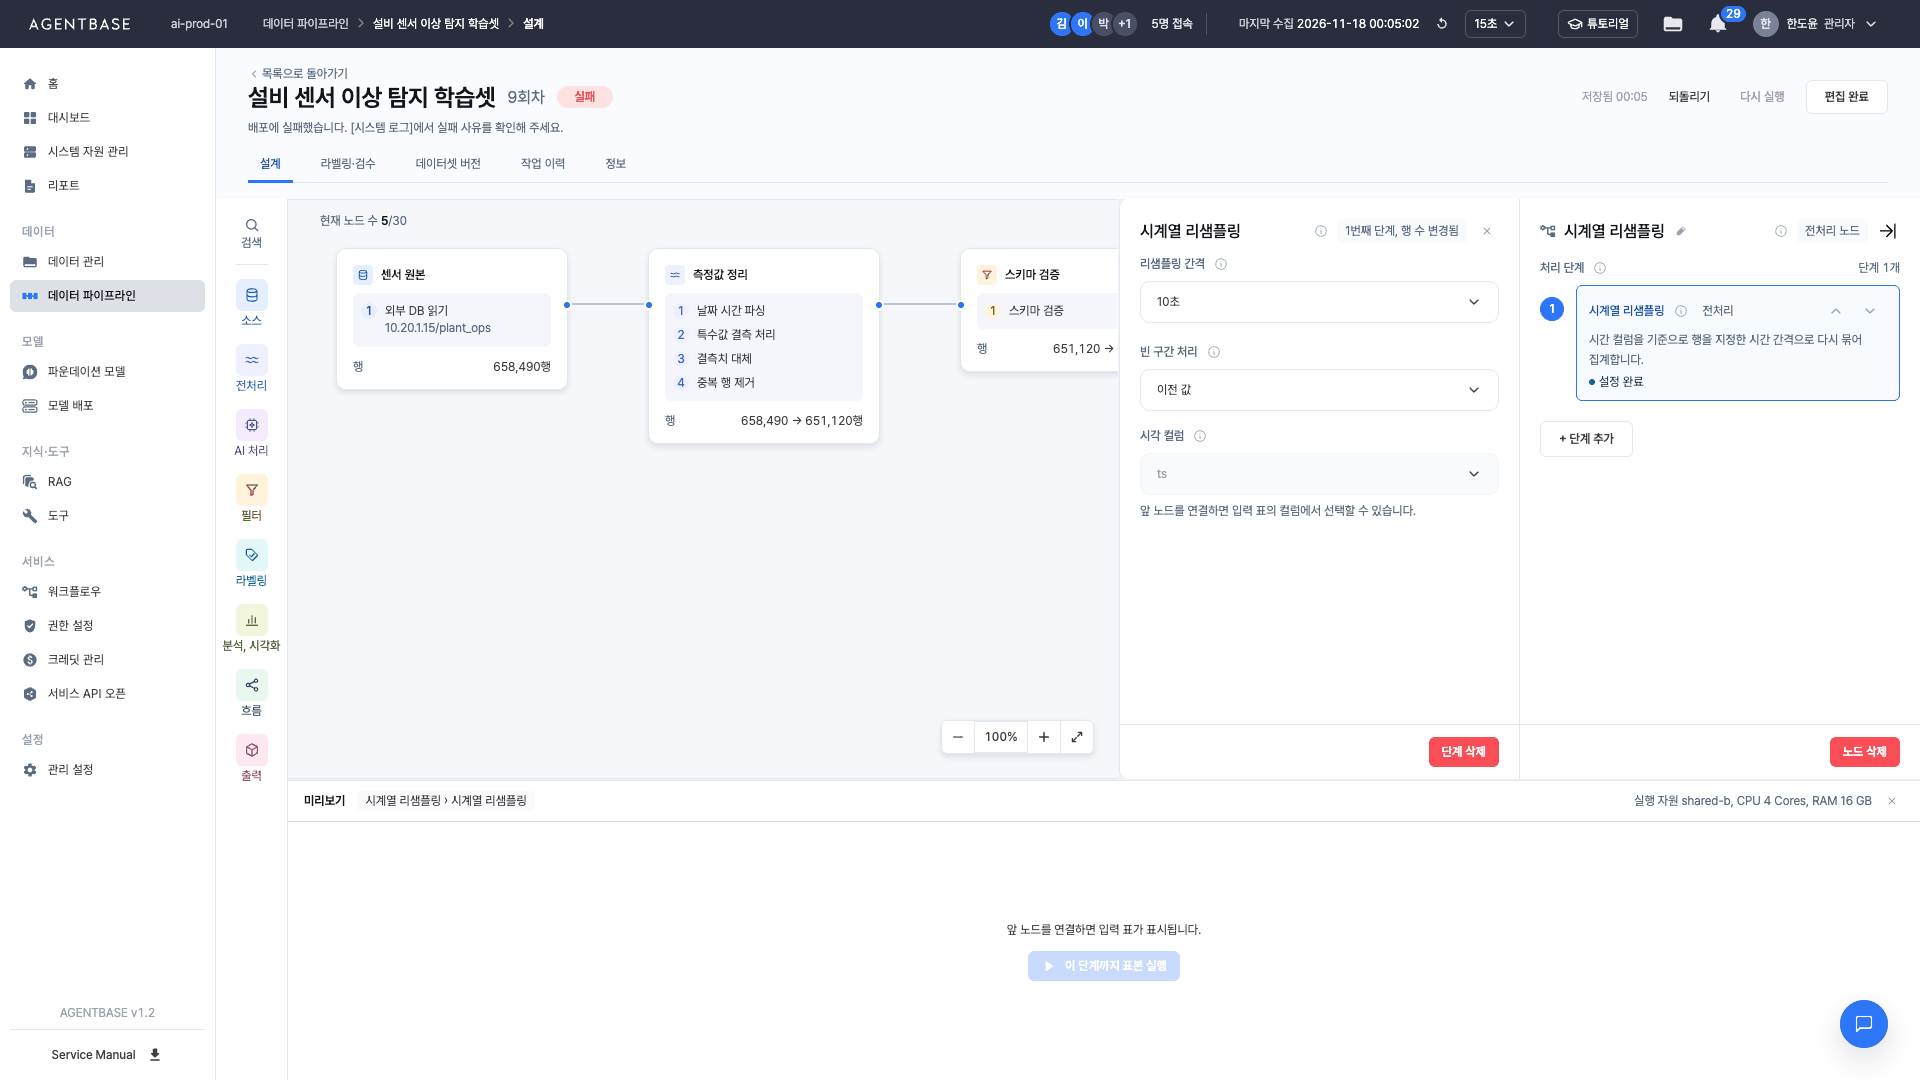 AGENTBASE
ai-prod-01
데이터 파이프라인
설비 센서 이상 탐지 학습셋
설계
김
이
박
+1
5명 접속
마지막 수집 2026-11-18 00:05:02
15초
튜토리얼
29
한
한도윤 관리자
홈
대시보드
시스템 자원 관리
리포트
데이터
데이터 관리
데이터 파이프라인
모델
파운데이션 모델
모델 배포
지식·도구
RAG
도구
서비스
워크플로우
권한 설정
크레딧 관리
서비스 API 오픈
설정
관리 설정
AGENTBASE v1.2
Service Manual
목록으로 돌아가기
설비 센서 이상 탐지 학습셋 9회차 실패
배포에 실패했습니다. [시스템 로그]에서 실패 사유를 확인해 주세요.
저장됨 00:05
되돌리기
다시 실행
편집 완료
설계
라벨링·검수
데이터셋 버전
작업 이력
정보
검색
소스
전처리
AI 처리
필터
라벨링
분석, 시각화
흐름
출력
현재 노드 수 5/30
센서 원본
1 외부 DB 읽기
10.20.1.15/plant_ops
행 658,490행
측정값 정리
1 날짜 시간 파싱
2 특수값 결측 처리
3 결측치 대체
4 중복 행 제거
행 658,490 → 651,120행
스키마 검증
1 스키마 검증
행 651,120 →
100%
시계열 리샘플링
1번째 단계, 행 수 변경됨
리샘플링 간격
10초
빈 구간 처리
이전 값
시각 컬럼
ts
앞 노드를 연결하면 입력 표의 컬럼에서 선택할 수 있습니다.
단계 삭제
시계열 리샘플링
전처리 노드
처리 단계
단계 1개
1
시계열 리샘플링 전처리
시간 컬럼을 기준으로 행을 지정한 시간 간격으로 다시 묶어
집계합니다.
설정 완료
+ 단계 추가
노드 삭제
미리보기
시계열 리샘플링 › 시계열 리샘플링
실행 자원 shared-b, CPU 4 Cores, RAM 16 GB
앞 노드를 연결하면 입력 표가 표시됩니다.
이 단계까지 표본 실행